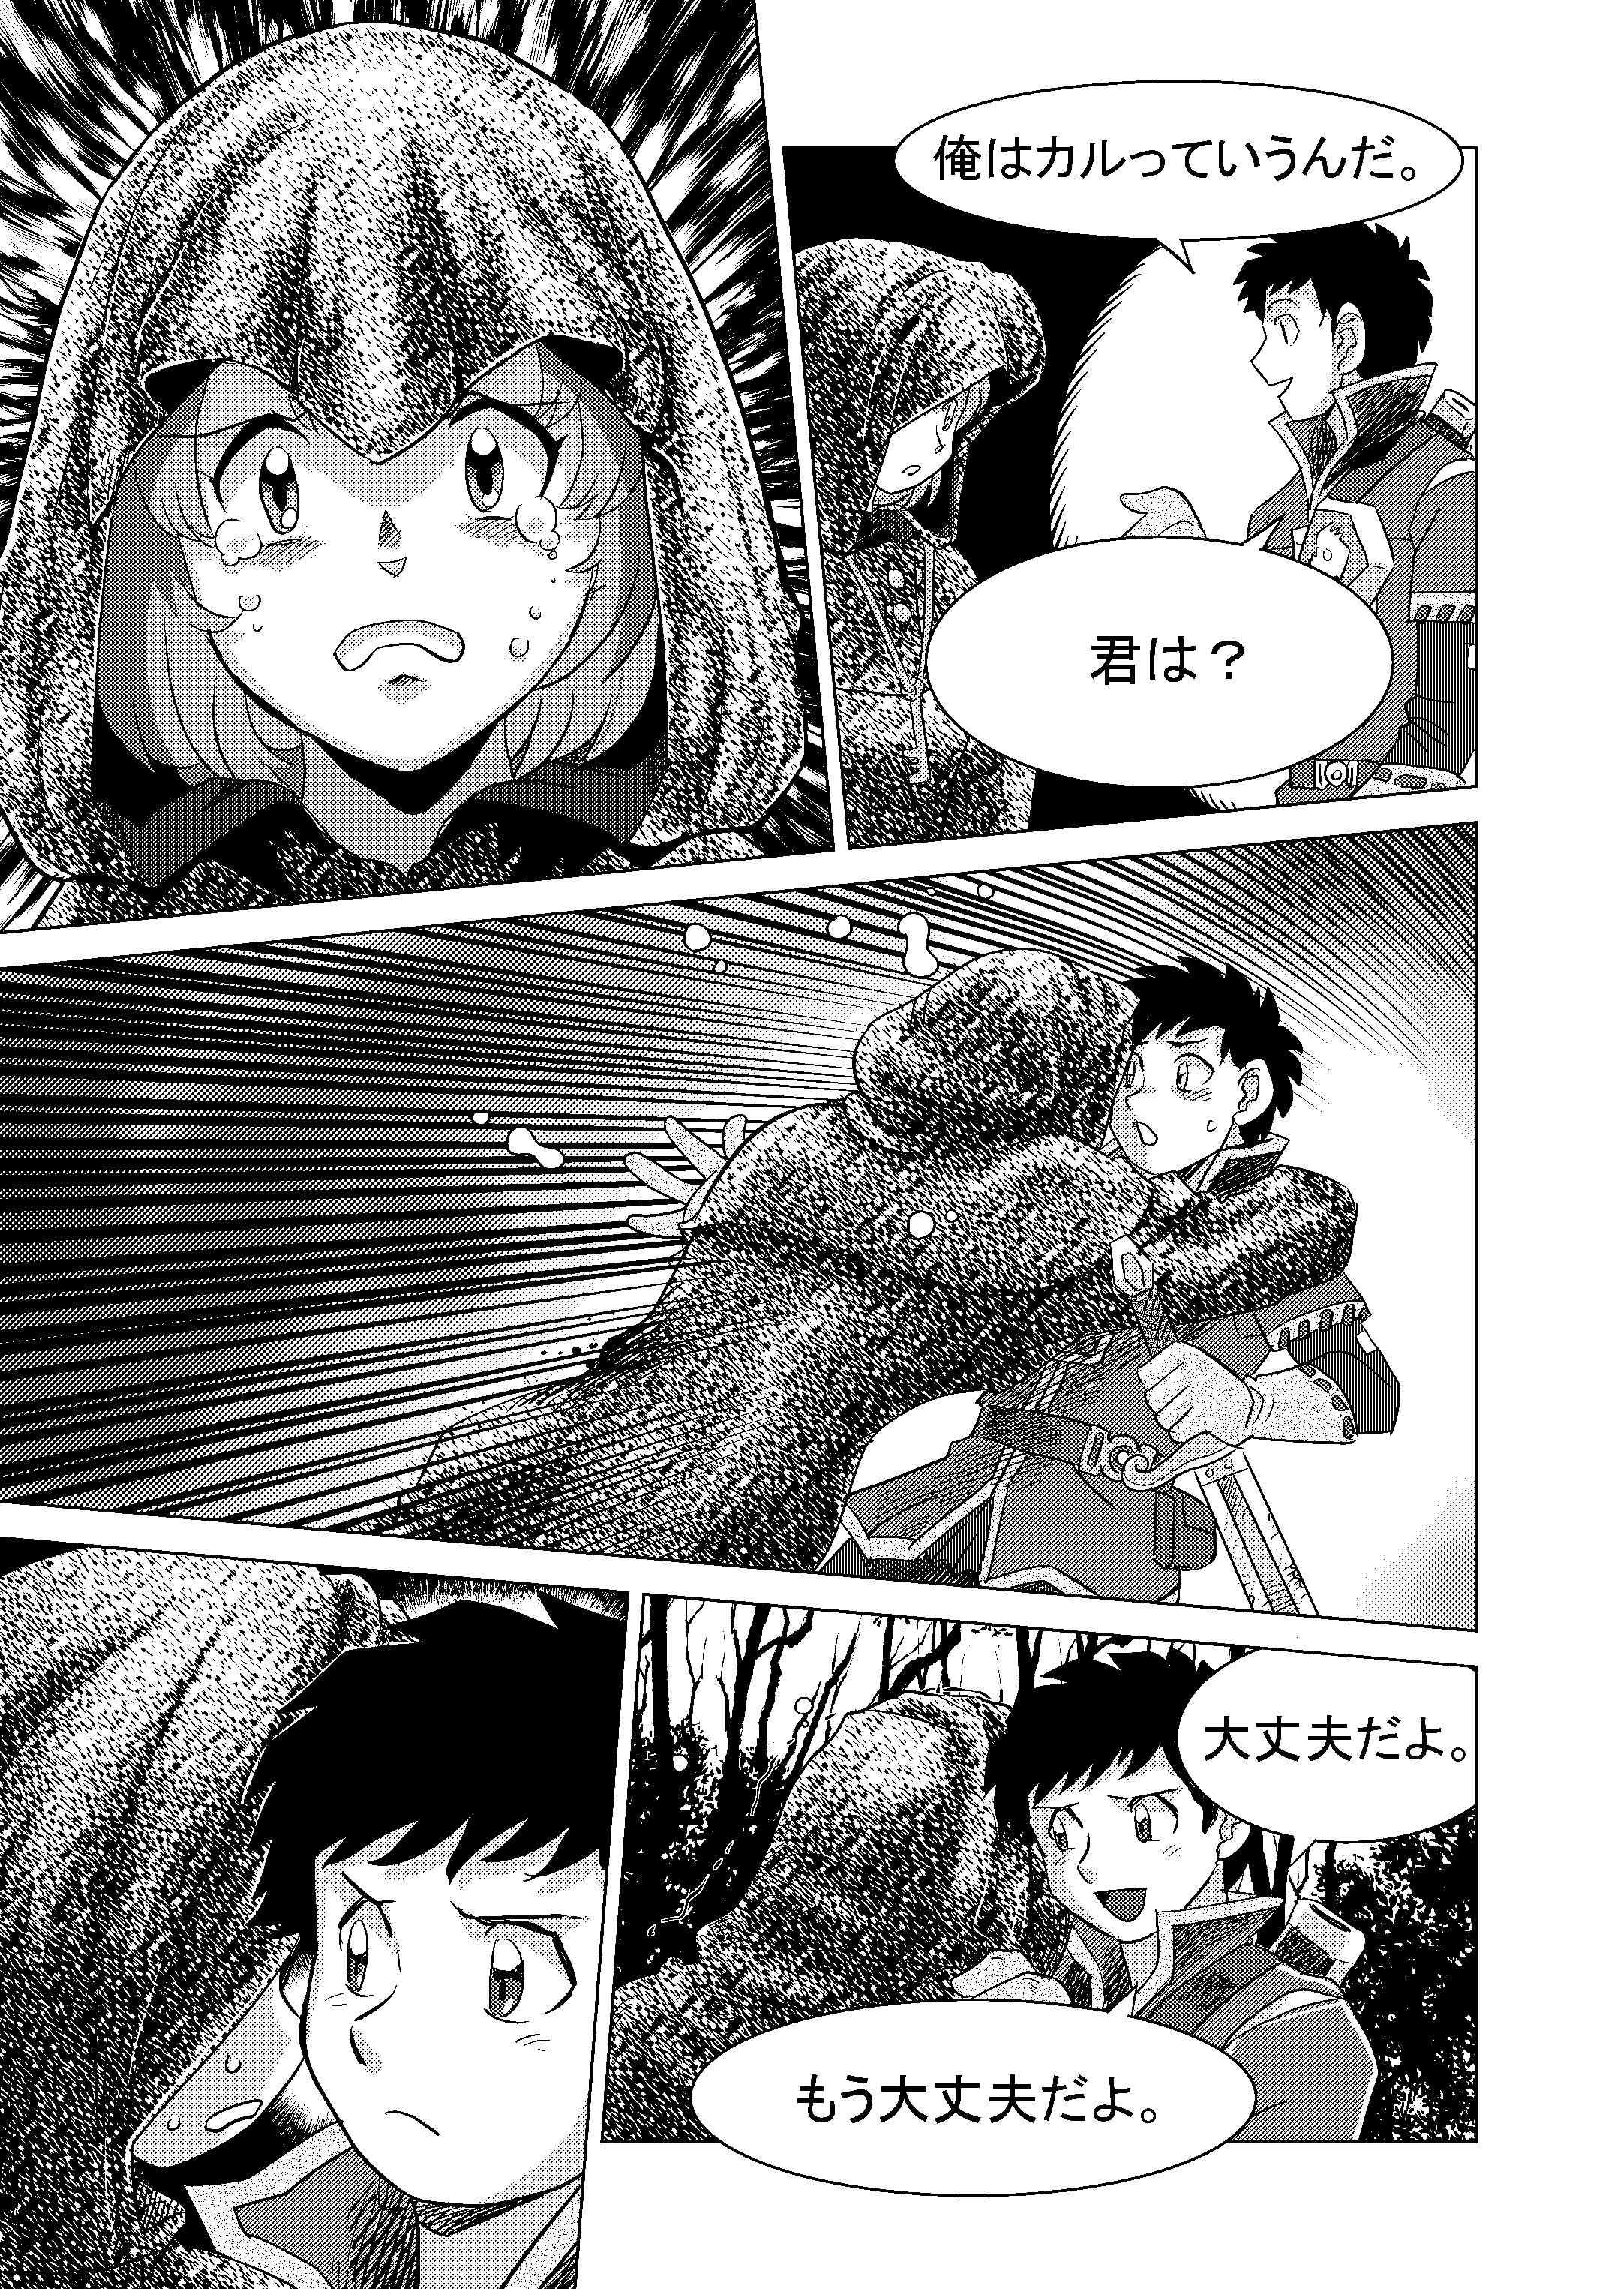 俺はカルっていうんだ。
君は？
大丈夫だよ。
もう大丈夫だよ。